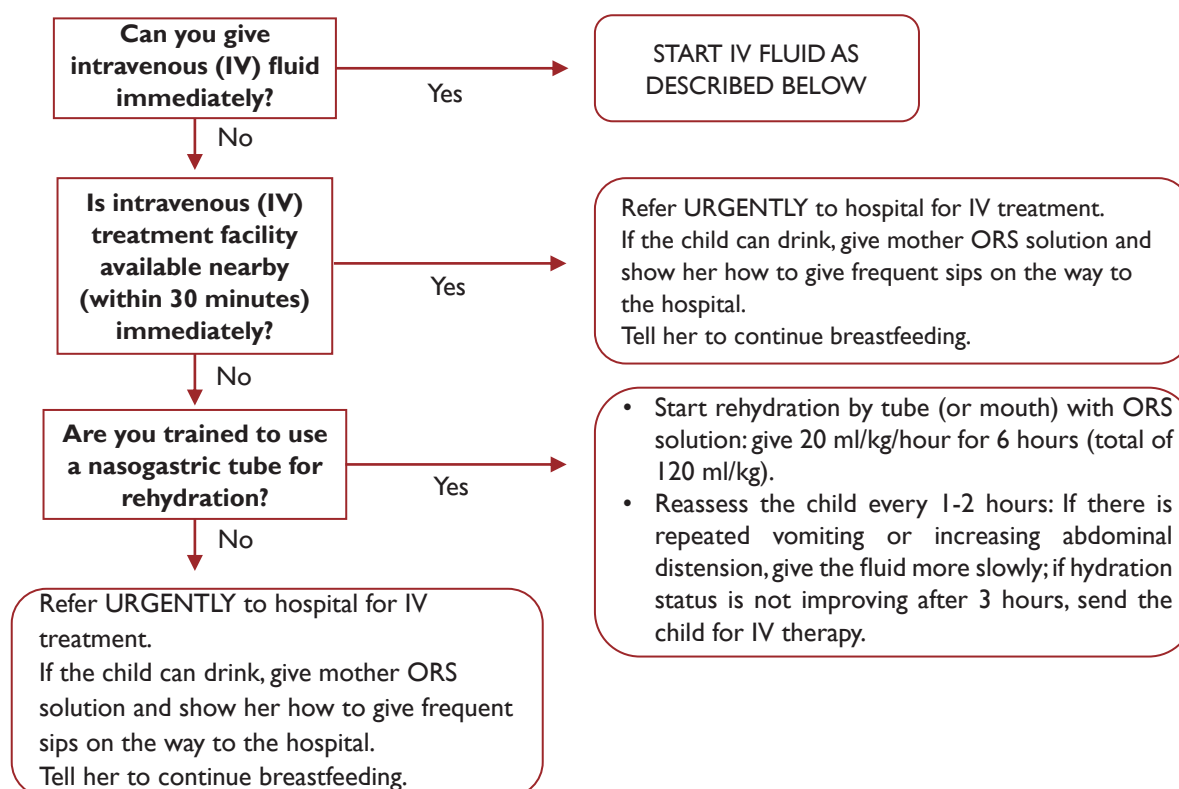 Can you give
intravenous (IV) fluid
immediately?
Yes
START IV FLUID AS
DESCRIBED BELOW
No
Is intravenous (IV)
treatment facility
available nearby
(within 30 minutes)
immediately?
Yes
Refer URGENTLY to hospital for IV treatment.
If the child can drink, give mother ORS solution and
show her how to give frequent sips on the way to
the hospital.
Tell her to continue breastfeeding.
No
Are you trained to use
a nasogastric tube for
rehydration?
Yes
• Start rehydration by tube (or mouth) with ORS
solution: give 20 ml/kg/hour for 6 hours (total of
120 ml/kg).
• Reassess the child every 1-2 hours: If there is
repeated vomiting or increasing abdominal
distension, give the fluid more slowly; if hydration
status is not improving after 3 hours, send the
child for IV therapy.
No
Refer URGENTLY to hospital for IV
treatment.
If the child can drink, give mother ORS
solution and show her how to give frequent
sips on the way to the hospital.
Tell her to continue breastfeeding.